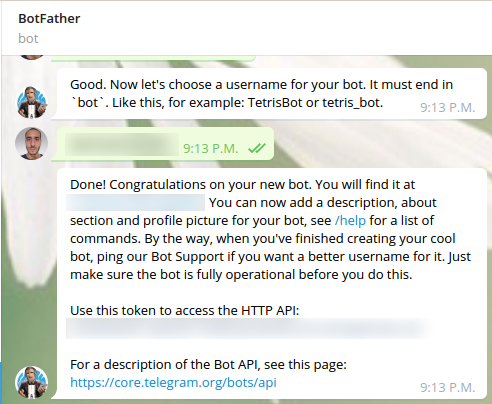 BotFather
bot
Good. Now let's choose a username for your bot. It must end in
`bot`. Like this, for example: TetrisBot or tetris_bot.
9:13 P.M.
9:13 P.M.
Done! Congratulations on your new bot. You will find it at
You can now add a description, about
section and profile picture for your bot, see /help for a list of
commands. By the way, when you've finished creating your cool
bot, ping our Bot Support if you want a better username for it. Just
make sure the bot is fully operational before you do this.
Use this token to access the HTTP API:
For a description of the Bot API, see this page:
https://core.telegram.org/bots/api
9:13 P.M.